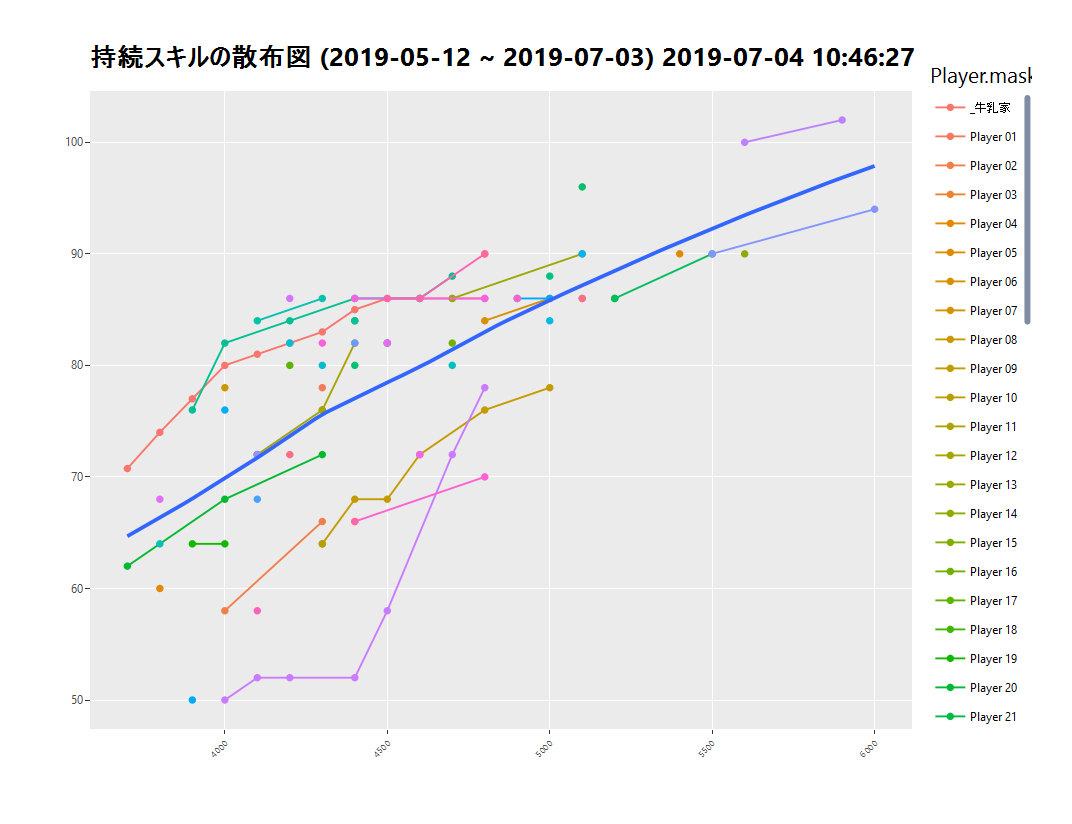 持続スキルの散布図 (2019-05-12 ~ 2019-07-03) 2019-07-04 10:46:27
Player.mask
_牛乳家
Player 01
Player 02
Player 03
Player 04
Player 05
Player 06
Player 07
Player 08
Player 09
Player 10
Player 11
Player 12
Player 13
Player 14
Player 15
Player 16
Player 17
Player 18
Player 19
Player 20
Player 21
100
90
80
70
60
50
4000
4500
5000
5500
6000